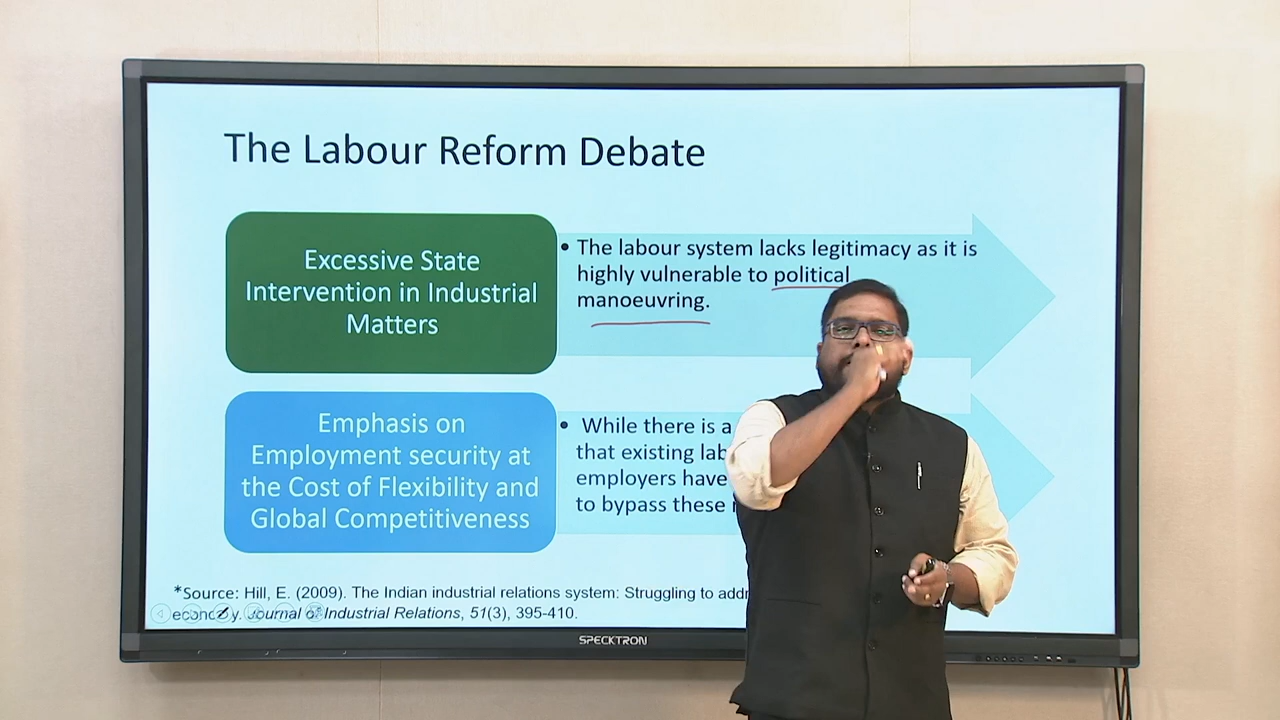 The Labour Reform Debate
Excessive State
Intervention in Industrial
Matters
• The labour system lacks legitimacy as it is
highly vulnerable to political
manoeuvring.
Emphasis on
Employment security at
the Cost of Flexibility and
Global Competitiveness
• While there is a
that existing
employers have
to bypass these
*Source: Hill, E. (2009). The Indian industrial relations system: Struggling to
economy. Journal of Industrial Relations, 51(3), 395-410.
SPECKTRON